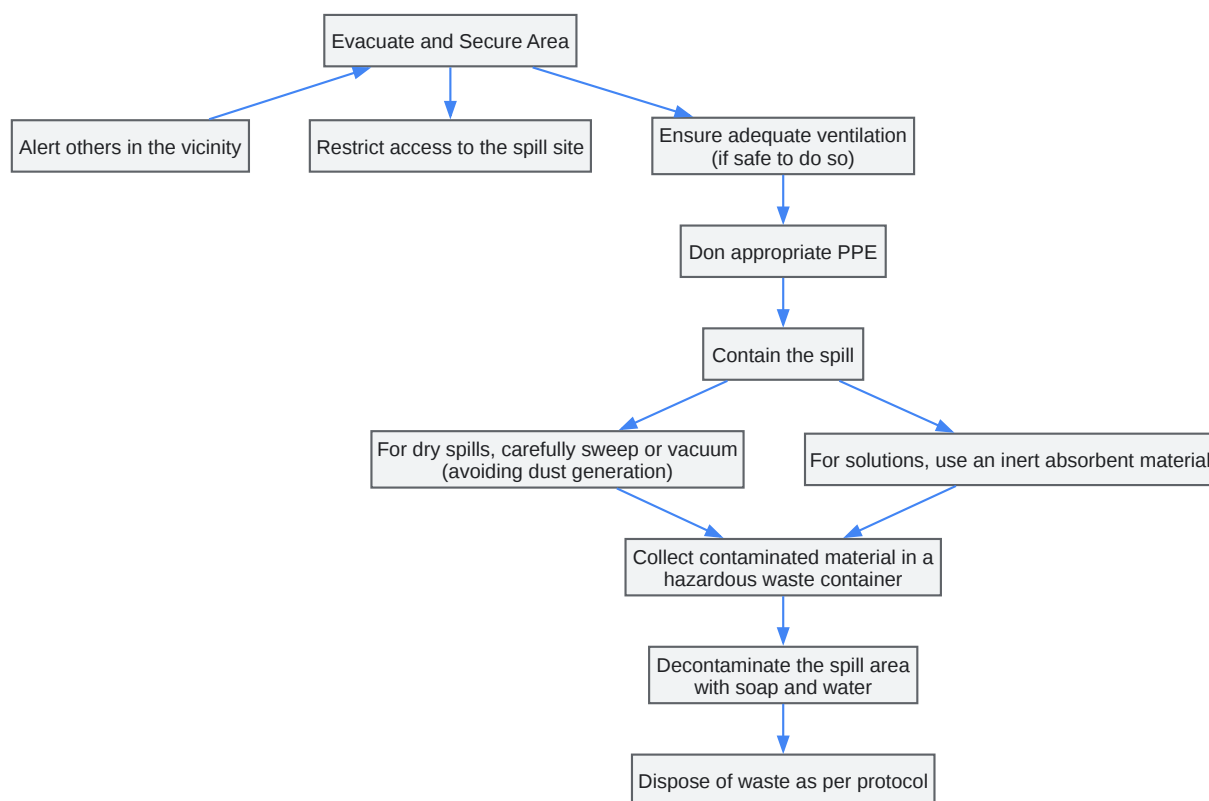 Evacuate and Secure Area
Alert others in the vicinity
Restrict access to the spill site
Ensure adequate ventilation
(if safe to do so)
Don appropriate PPE
Contain the spill
For dry spills, carefully sweep or vacuum
(avoiding dust generation)
For solutions, use an inert absorbent material
Collect contaminated material in a
hazardous waste container
Decontaminate the spill area
with soap and water
Dispose of waste as per protocol